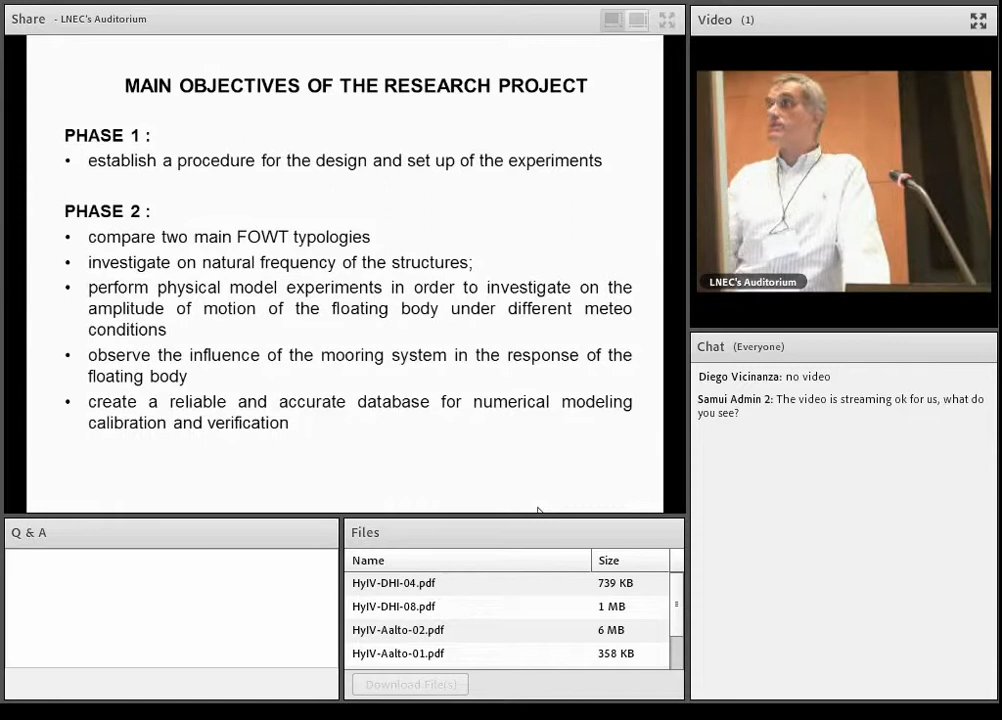 Share - LNEC's Auditorium
MAIN OBJECTIVES OF THE RESEARCH PROJECT
PHASE 1 :
• establish a procedure for the design and set up of the experiments
PHASE 2 :
• compare two main FOWT typologies
• investigate on natural frequency of the structures;
• perform physical model experiments in order to investigate on the
amplitude of motion of the floating body under different meteo
conditions
• observe the influence of the mooring system in the response of the
floating body
• create a reliable and accurate database for numerical modeling
calibration and verification
Q & A
Files
Name Size
HyIV-DHI-04.pdf 739 KB
HyIV-DHI-08.pdf 1 MB
HyIV-Aalto-02.pdf 6 MB
HyIV-Aalto-01.pdf 358 KB
Download File(s)
Video (1)
LNEC's Auditorium
Chat (Everyone)
Diego Vicinanza: no video
Samui Admin 2: The video is streaming ok for us, what do
you see?